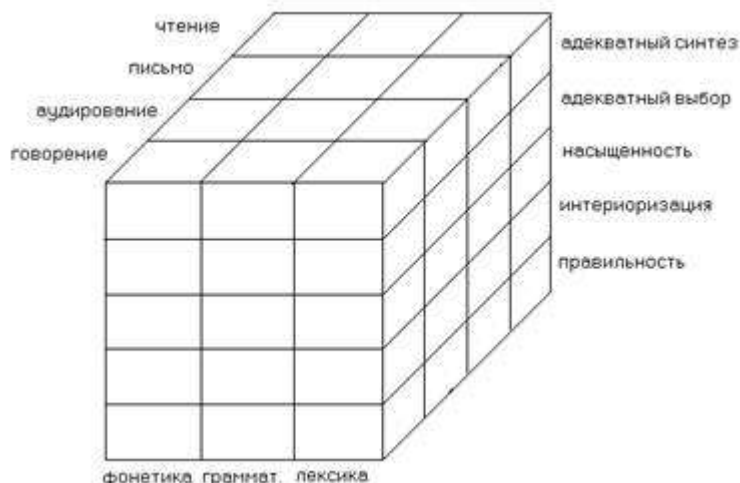 чтение
адекватный синтез
письмо
адекватный выбор
аудирование
насыщенность
говорение
интериоризация
правильность
фонетика граммат. лексика